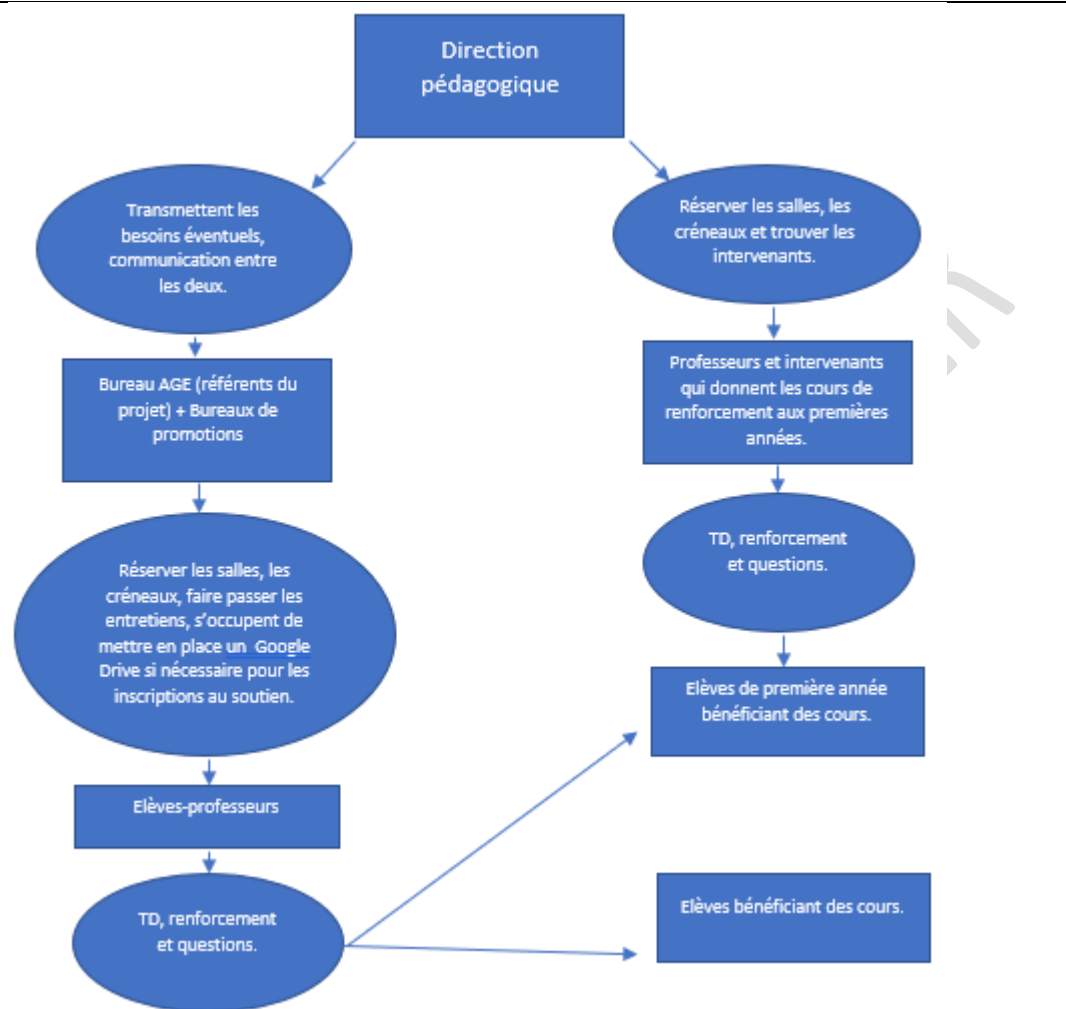 Direction
pédagogique
Transmettent les
besoins éventuels,
communication entre
les deux.
Réserver les salles, les
créneaux et trouver les
intervenants.
Bureau AGE (référents du
projet) + Bureaux de
promotions
Professeurs et intervenants
qui donnent les cours de
renforcement aux premières
années.
Réserver les salles, les
créneaux, faire passer les
entretiens, s'occupent de
mettre en place un  Google
Drive si nécessaire pour les
inscriptions au soutien.
TD, renforcement
et questions.
Elèves de première année
bénéficiant des cours.
Elèves-professeurs
TD, renforcement
et questions.
Elèves bénéficiant des cours.